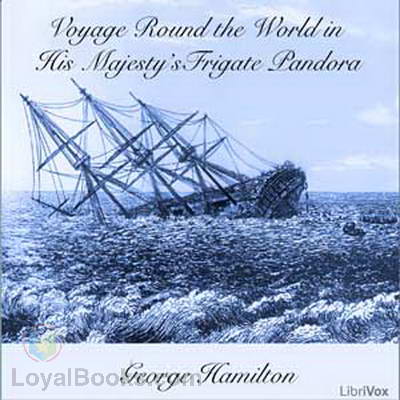 Voyage Round the World in
His Majesty's Frigate Pandora
George Hamilton
LoyalBooks.com
LibriVox